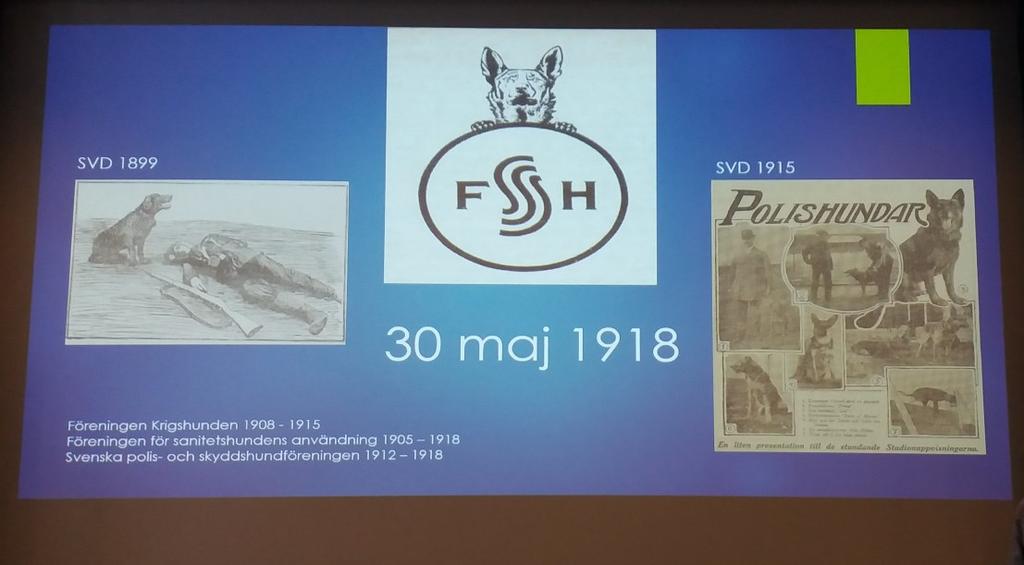 SVD 1899
F SSS H
SVD 1915
POLISHUNDAR
30 maj 1918
Föreningen Krigshunden 1908 - 1915
Föreningen för sanitetshundens användning 1905 – 1918
Svenska polis- och skyddshundföreningen 1912 – 1918
En liten presentation till de stundande Stadionuppvisningarna.